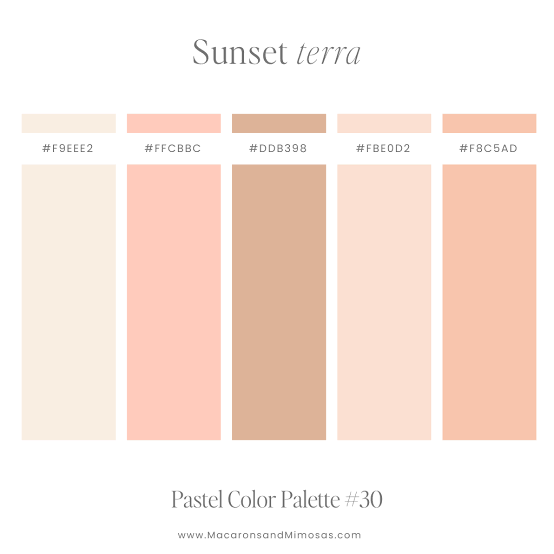 Sunset terra
#F9EEE2 #FFCBBC #DDB398 #FBE0D2 #F8C5AD
Pastel Color Palette #30
www.MacaronsandMimosas.com